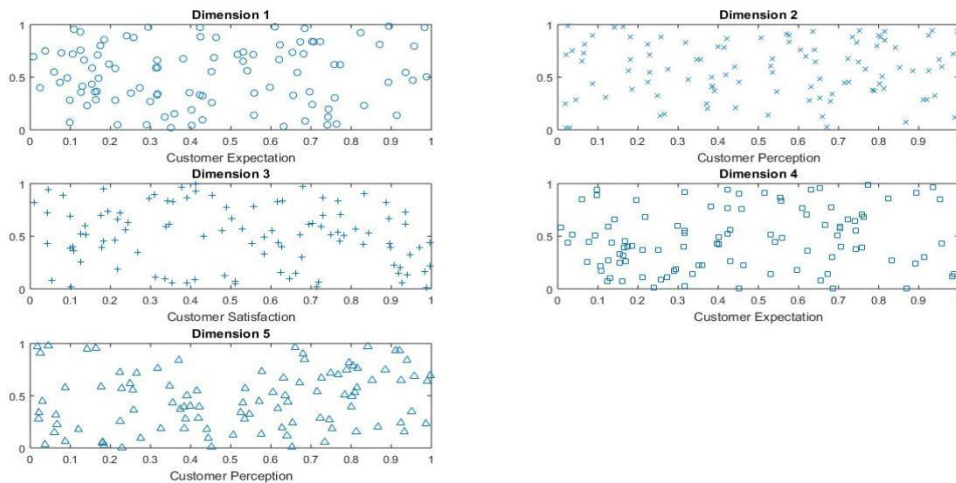 Dimension 1
1
0.5
0
0 0.1 0.2 0.3 0.4 0.5 0.6 0.7 0.8 0.9 1
Customer Expectation
Dimension 2
1
0.5
0
0 0.1 0.2 0.3 0.4 0.5 0.6 0.7 0.8 0.9 1
Customer Perception
Dimension 3
1
0.5
0
0 0.1 0.2 0.3 0.4 0.5 0.6 0.7 0.8 0.9 1
Customer Satisfaction
Dimension 4
1
0.5
0
0 0.1 0.2 0.3 0.4 0.5 0.6 0.7 0.8 0.9 1
Customer Expectation
Dimension 5
1
0.5
0
0 0.1 0.2 0.3 0.4 0.5 0.6 0.7 0.8 0.9 1
Customer Perception